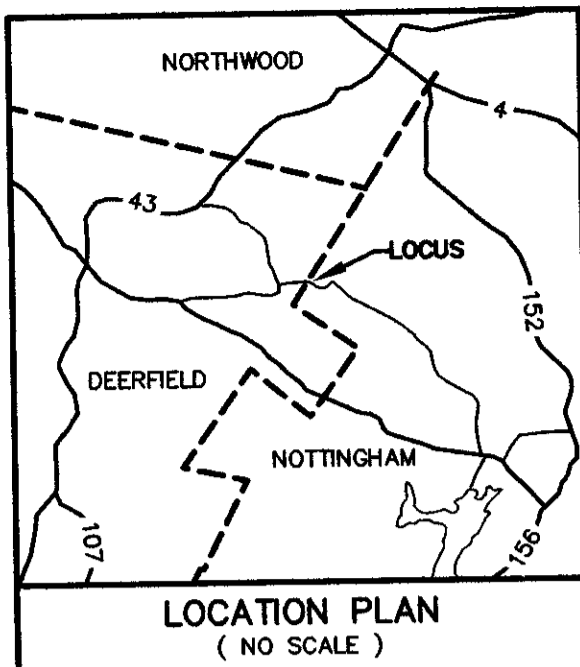 NORTHWOOD
4
43
LOCUS
152
DEERFIELD
NOTTINGHAM
107
156
LOCATION PLAN
( NO SCALE )